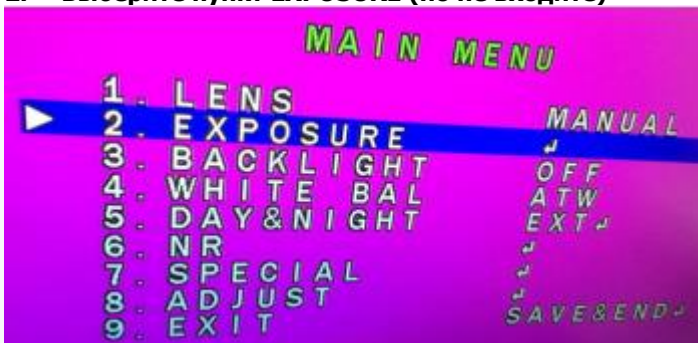 MAIN MENU
1. LENS MANUAL
2. EXPOSURE ↲
3. BACKLIGHT OFF
4. WHITE BAL ATW
5. DAY&NIGHT EXT↲
6. NR ↲
7. SPECIAL ↲
8. ADJUST ↲
9. EXIT SAVE&END↲